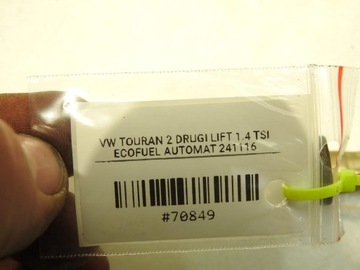 VW TOURAN 2 DRUGI LIFT 1.4 TSI
ECOFUEL AUTOMAT 241116
#70849